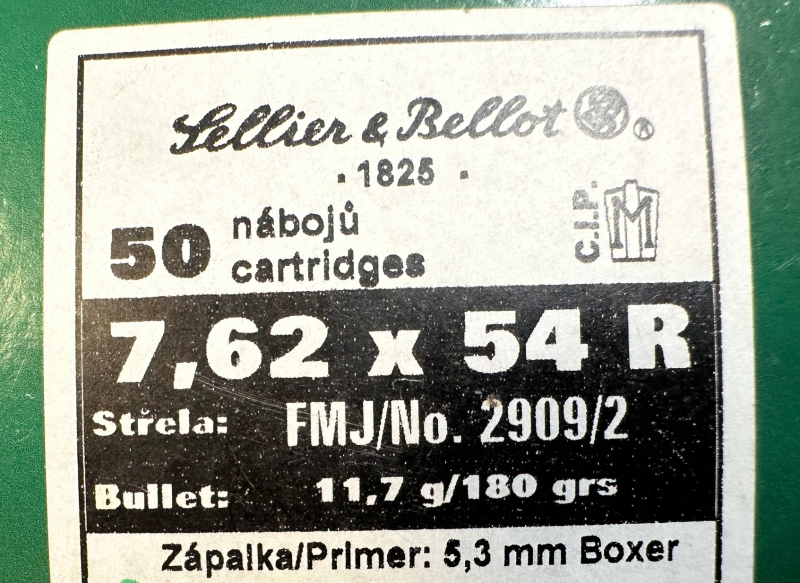 Sellier & Bellot ®
· 1825 ·
50 nábojů
cartridges
C.I.P.
M
7,62 x 54 R
Střela: FMJ/No. 2909/2
Bullet: 11,7 g/180 grs
Zápalka/Primer: 5,3 mm Boxer